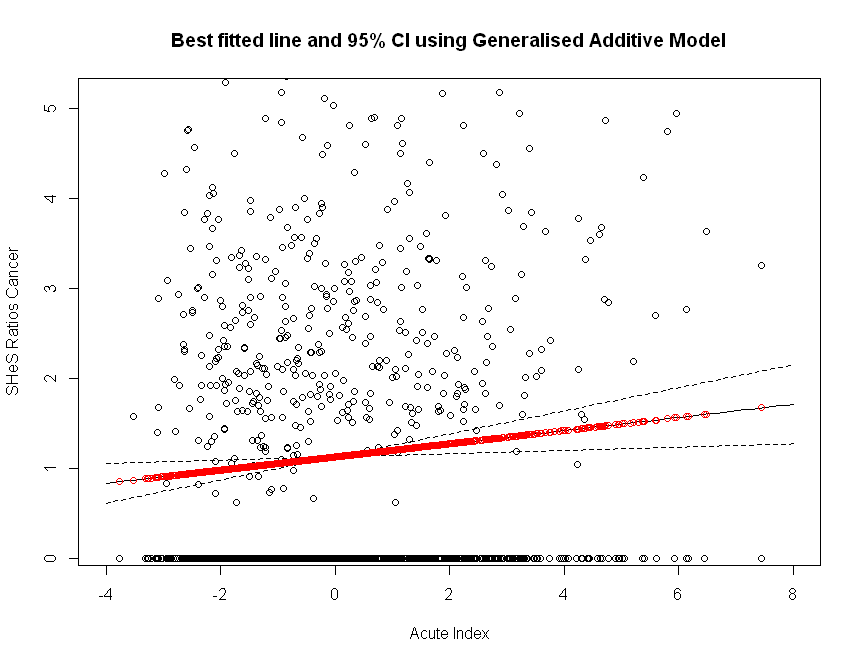 Best fitted line and 95% CI using Generalised Additive Model
SHeS Ratios Cancer
5
4
3
2
1
0
-4 -2 0 2 4 6 8
Acute Index